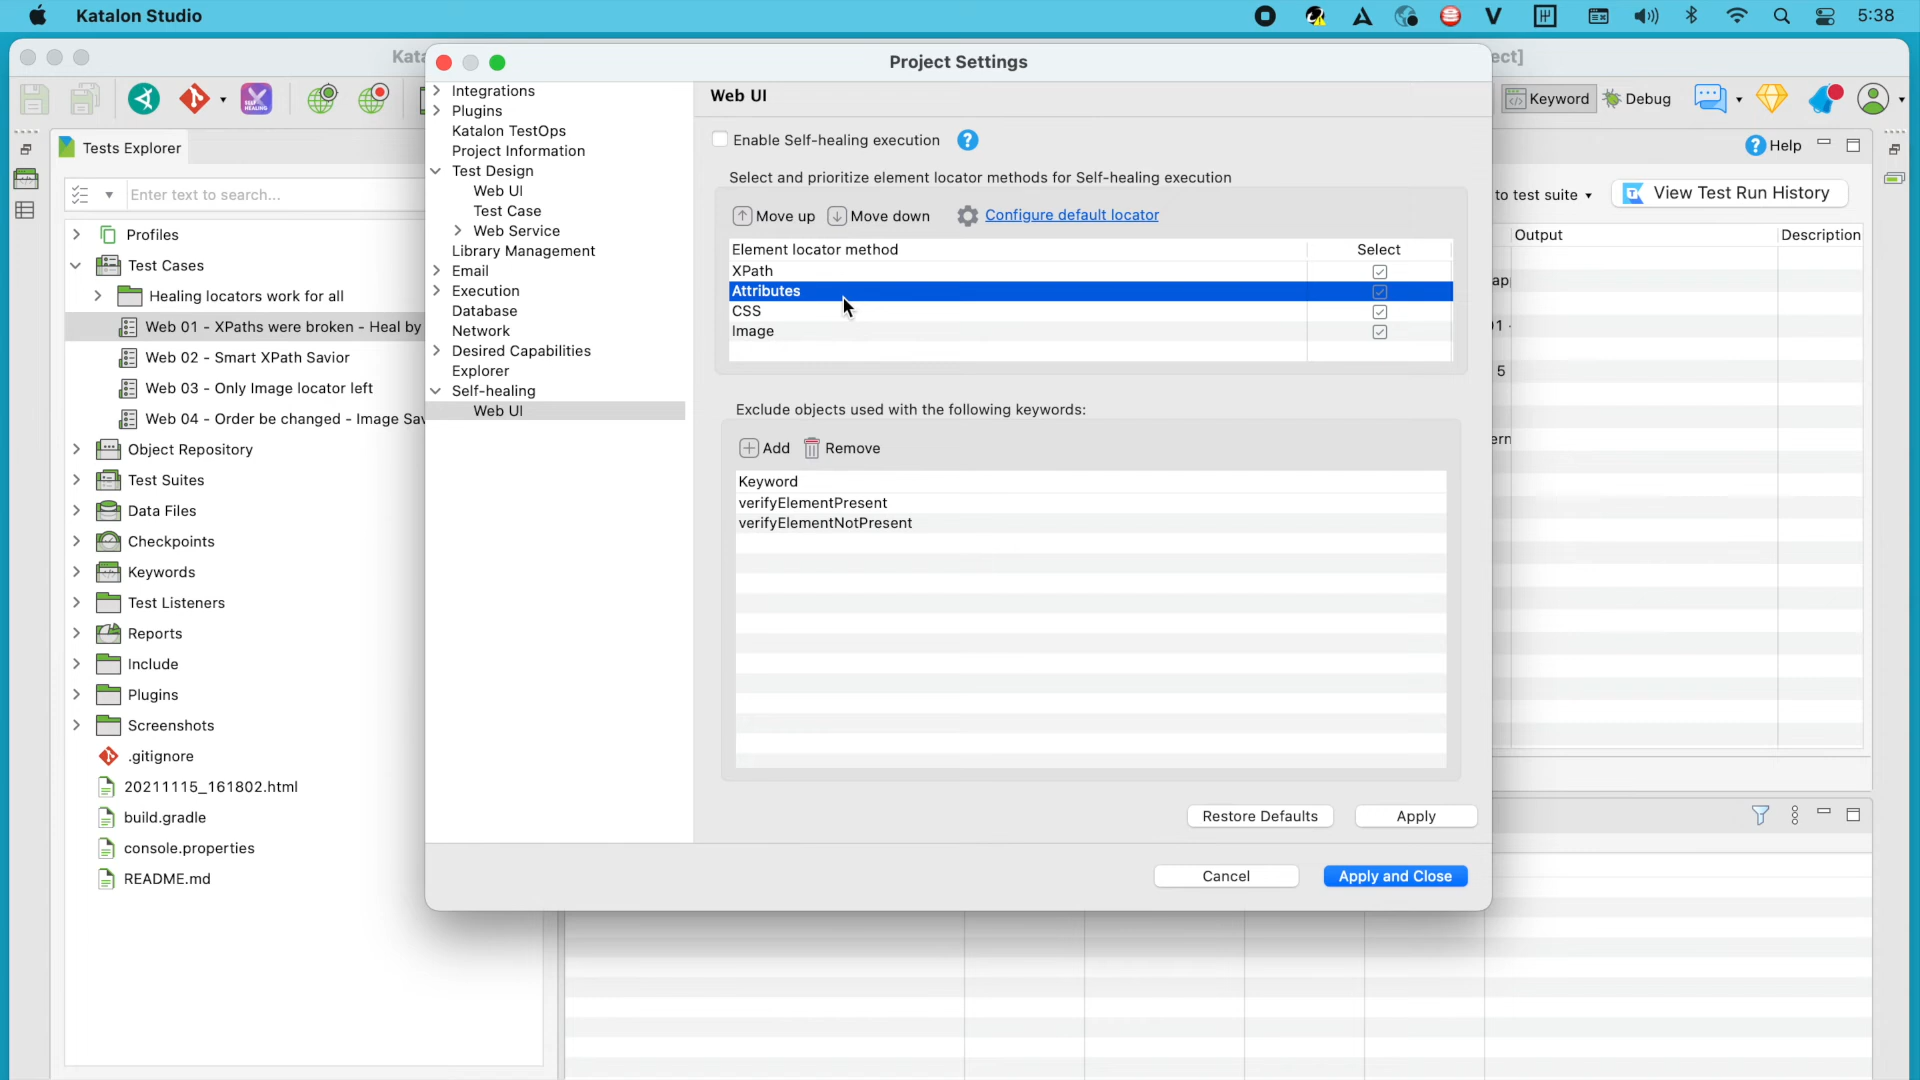 Katalon Studio
5:38
Kata
Project Settings
ect]
SELF HEALING
Keyword
Debug
Tests Explorer
Help
Enter text to search...
to test suite
View Test Run History
Profiles
Test Cases
Healing locators work for all
Web 01 - XPaths were broken - Heal by
Web 02 - Smart XPath Savior
Web 03 - Only Image locator left
Web 04 - Order be changed - Image Sav
Object Repository
Test Suites
Data Files
Checkpoints
Keywords
Test Listeners
Reports
Include
Plugins
Screenshots
.gitignore
20211115_161802.html
build.gradle
console.properties
README.md
Integrations
Plugins
Katalon TestOps
Project Information
Test Design
Web UI
Test Case
Web Service
Library Management
Email
Execution
Database
Network
Desired Capabilities
Explorer
Self-healing
Web UI
Web UI
Enable Self-healing execution
Select and prioritize element locator methods for Self-healing execution
Move up
Move down
Configure default locator
Element locator method
Select
XPath
Attributes
CSS
Image
Exclude objects used with the following keywords:
Add
Remove
Keyword
verifyElementPresent
verifyElementNotPresent
Restore Defaults
Apply
Cancel
Apply and Close
Output
Description
5
ern